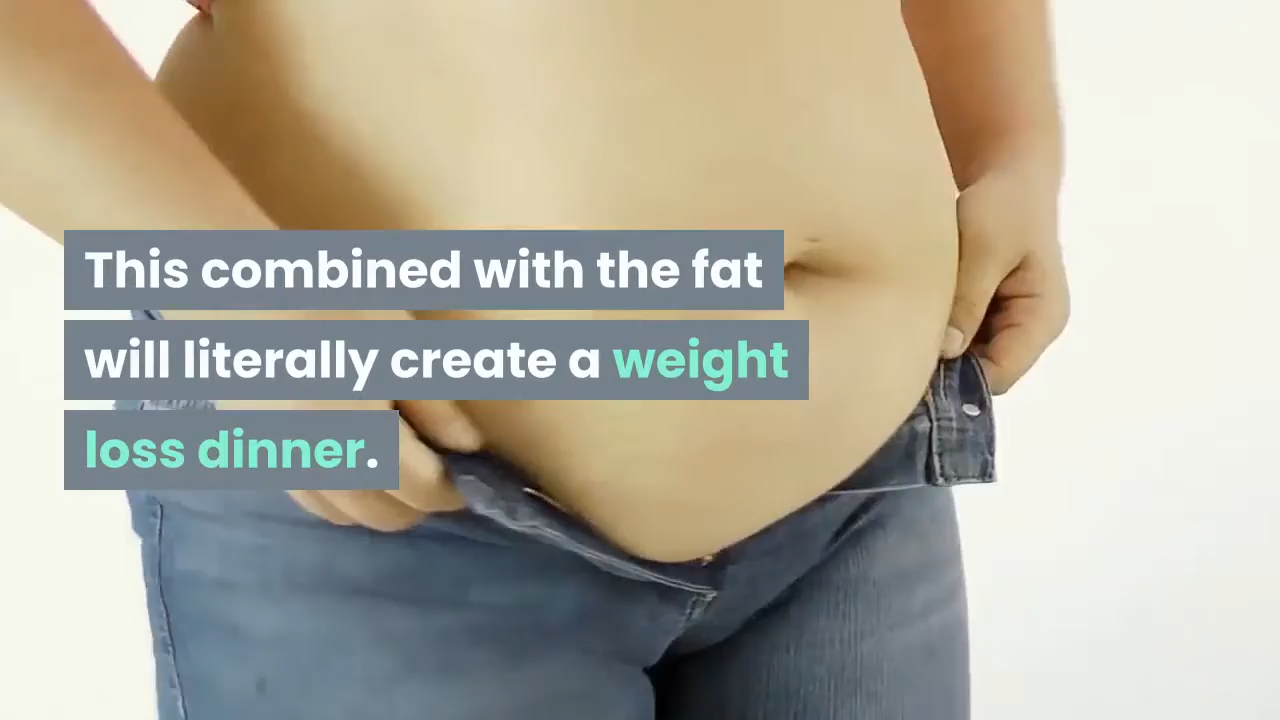 This combined with the fat
will literally create a weight
loss dinner.